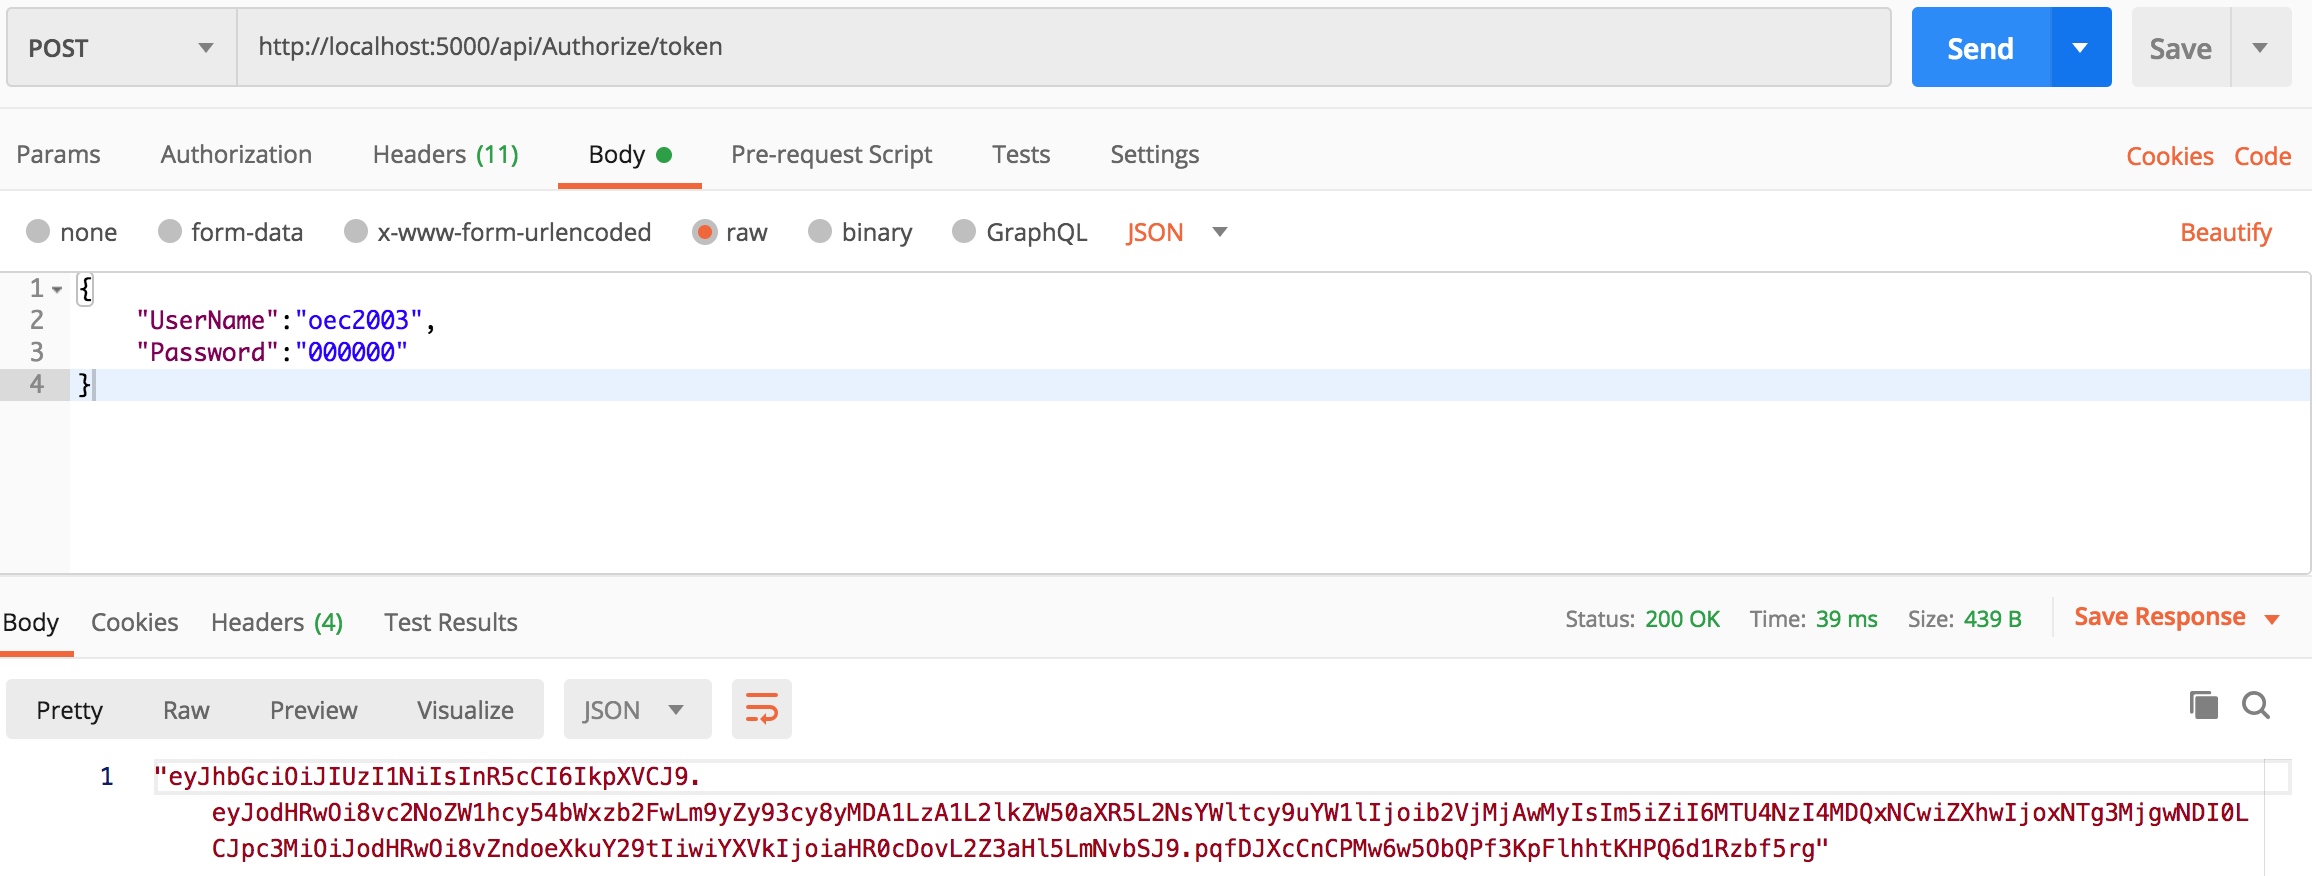 POST http://localhost:5000/api/Authorize/token Send Save
Params Authorization Headers (11) Body Pre-request Script Tests Settings Cookies Code
none form-data x-www-form-urlencoded raw binary GraphQL JSON Beautify
1 {
2 "UserName":"oec2003",
3 "Password":"000000"
4 }
Body Cookies Headers (4) Test Results Status: 200 OK Time: 39 ms Size: 439 B Save Response
Pretty Raw Preview Visualize JSON
1 "eyJhbGciOiJIUzI1NiIsInR5cCI6IkpXVCJ9.
eyJodHRwOi8vc2NoZW1hcy54bWxzb2FwLm9yZy93cy8yMDA1LzA1L2lkZW50aXR5L2NsYWltcy9uYW1lIjoib2VjMjAwMyIsIm5iZiI6MTU4NzI4MDQxNCwiZXhwIjoxNTg3MjgwNDI0L
CJpc3MiOiJodHRwOi8vZndoeXkuY29tIiwiYXVkIjoiaHR0cDovL2Z3aHl5LmNvbSJ9.pqfDJXcCnCPMw6w5ObQPf3KpFlhhtKHPQ6d1Rzbf5rg"